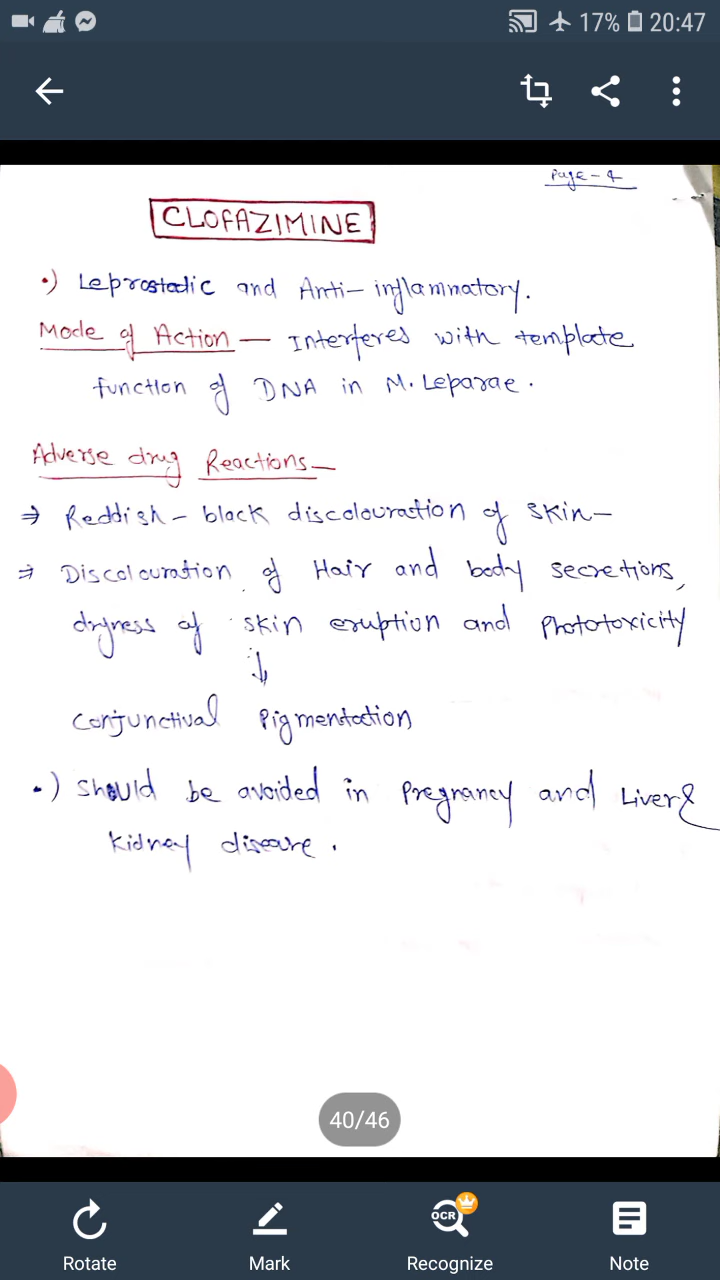 17% 20:47
Page-4
CLOFAZIMINE
•) Leprostatic and Anti-inflammatory.
Mode of Action — Interferes with template
function of DNA in M. Leparae.
Adverse drug Reactions—
⇒ Reddish-black discolouration of skin—
⇒ Discolouration of Hair and body secretions,
dryness of skin eruption and Phototoxicity
↓
Conjunctival Pigmentation
•) Should be avoided in Pregnancy and Liver &
kidney disease.
40/46
OCR
Rotate Mark Recognize Note